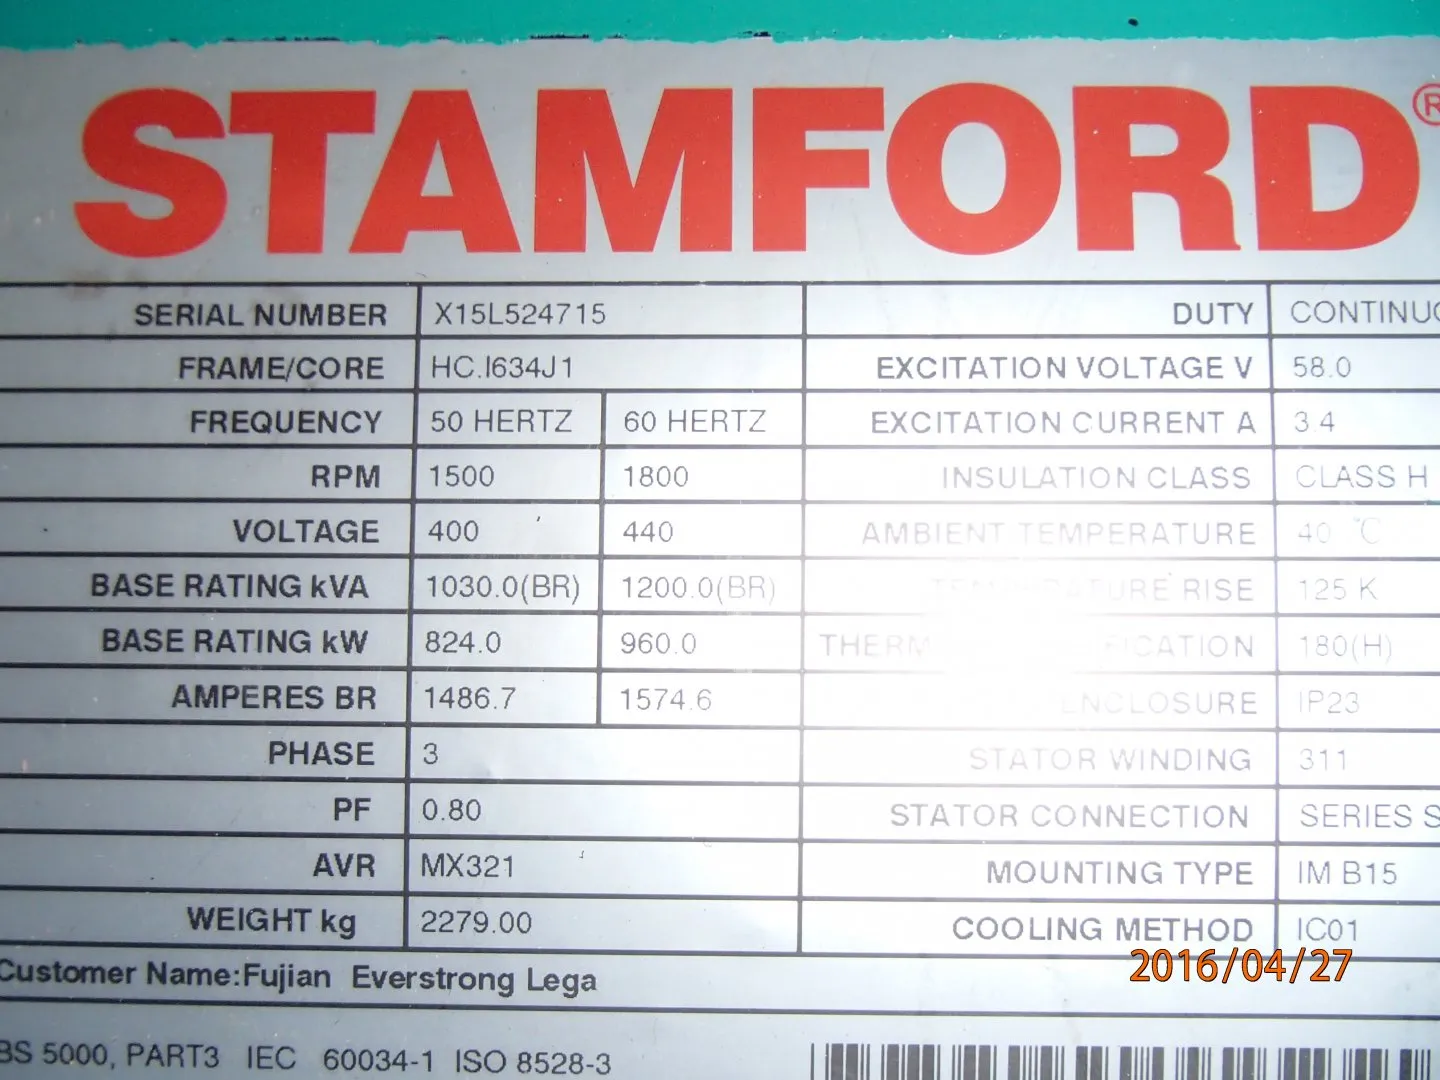 STAMFORD®
SERIAL NUMBER X15L524715 DUTY
FRAME/CORE HC.I634J1 EXCITATION VOLTAGE V 58.0
FREQUENCY 50 HERTZ 60 HERTZ EXCITATION CURRENT A 3.4
RPM 1500 1800 INSULATION CLASS CLASS H
VOLTAGE 400 440 AMBIENT TEMPERATURE 40 ℃
BASE RATING kVA 1030.0(BR) 1200.0(BR) RISE 125 K
BASE RATING kW 824.0 960.0 180(H)
AMPERES BR 1486.7 1574.6 ENCLOSURE IP23
PHASE 3 STATOR WINDING 311
PF 0.80 STATOR CONNECTION SERIES
AVR MX321 MOUNTING TYPE IM B15
WEIGHT kg 2279.00 COOLING METHOD IC01
2016/04/27
Customer Name:Fujian Everstrong Lega
BS 5000, PART3 IEC 60034-1 ISO 8528-3